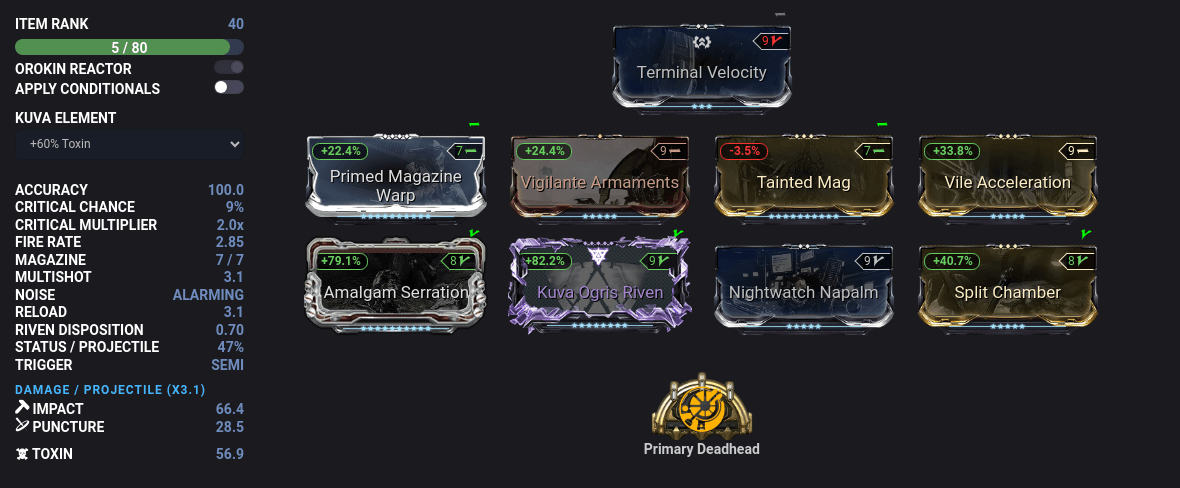 ITEM RANK 40
5 / 80
OROKIN REACTOR
APPLY CONDITIONALS
KUVA ELEMENT
+60% Toxin
ACCURACY 100.0
CRITICAL CHANCE 9%
CRITICAL MULTIPLIER 2.0x
FIRE RATE 2.85
MAGAZINE 7 / 7
MULTISHOT 3.1
NOISE ALARMING
RELOAD 3.1
RIVEN DISPOSITION 0.70
STATUS / PROJECTILE 47%
TRIGGER SEMI
DAMAGE / PROJECTILE (X3.1)
IMPACT 66.4
PUNCTURE 28.5
TOXIN 56.9
9
Terminal Velocity
+22.4% 7
Primed Magazine
Warp
+24.4% 9
Vigilante Armaments
-3.5% 7
Tainted Mag
+33.8% 9
Vile Acceleration
+79.1% 8
Amalgam Serration
+82.2% 9
Kuva Ogris Riven
9
Nightwatch Napalm
+40.7% 8
Split Chamber
Primary Deadhead